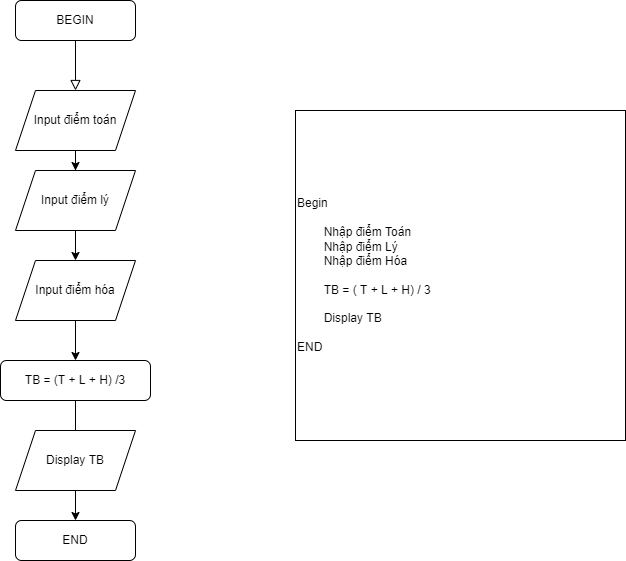 BEGIN
Input điểm toán
Input điểm lý
Input điểm hóa
TB = (T + L + H) /3
Display TB
END
Begin
Nhập điểm Toán
Nhập điểm Lý
Nhập điểm Hóa
TB = ( T + L + H) / 3
Display TB
END